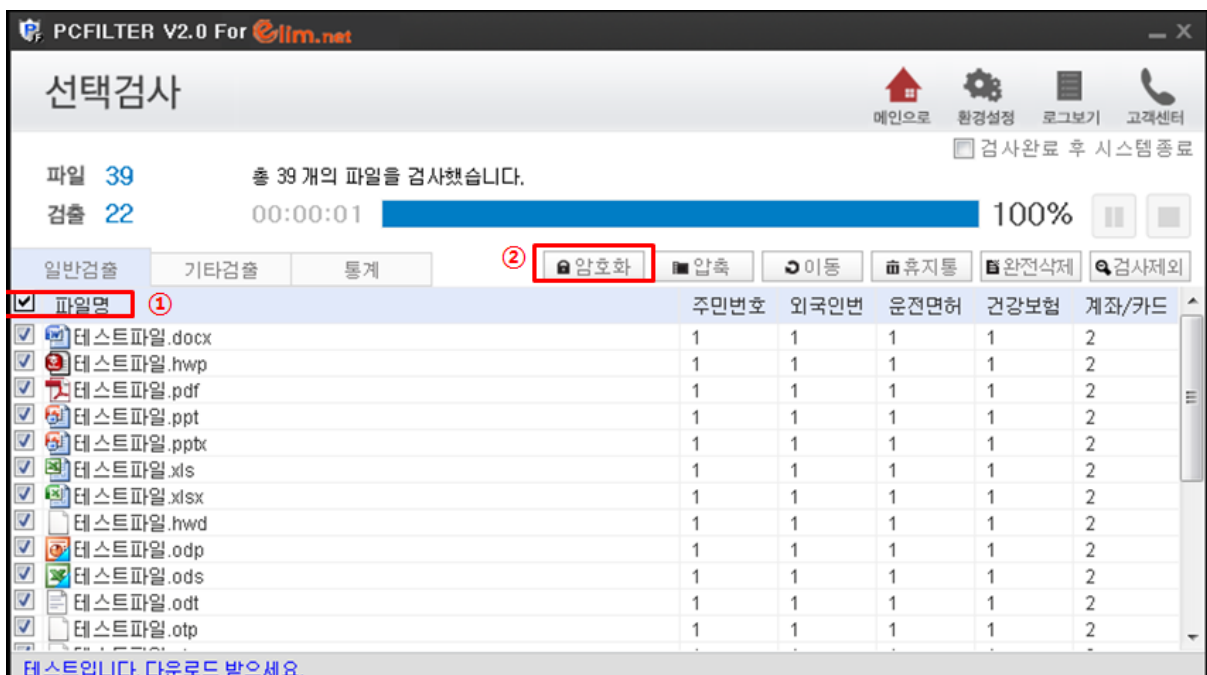 PCFILTER V2.0 For elim.net
선택검사
메인으로 환경설정 로그보기 고객센터
검사완료 후 시스템종료
파일 39 총 39 개의 파일을 검사했습니다.
검출 22 00:00:01 100%
일반검출 기타검출 통계 ② 암호화 압축 이동 휴지통 완전삭제 검사제외
파일명 ① 주민번호 외국인번 운전면허 건강보험 계좌/카드
테스트파일.docx 1 1 1 1 2
테스트파일.hwp 1 1 1 1 2
테스트파일.pdf 1 1 1 1 2
테스트파일.ppt 1 1 1 1 2
테스트파일.pptx 1 1 1 1 2
테스트파일.xls 1 1 1 1 2
테스트파일.xlsx 1 1 1 1 2
테스트파일.hwd 1 1 1 1 2
테스트파일.odp 1 1 1 1 2
테스트파일.ods 1 1 1 1 2
테스트파일.odt 1 1 1 1 2
테스트파일.otp 1 1 1 1 2
테스트입니다 다운로드 받으세요